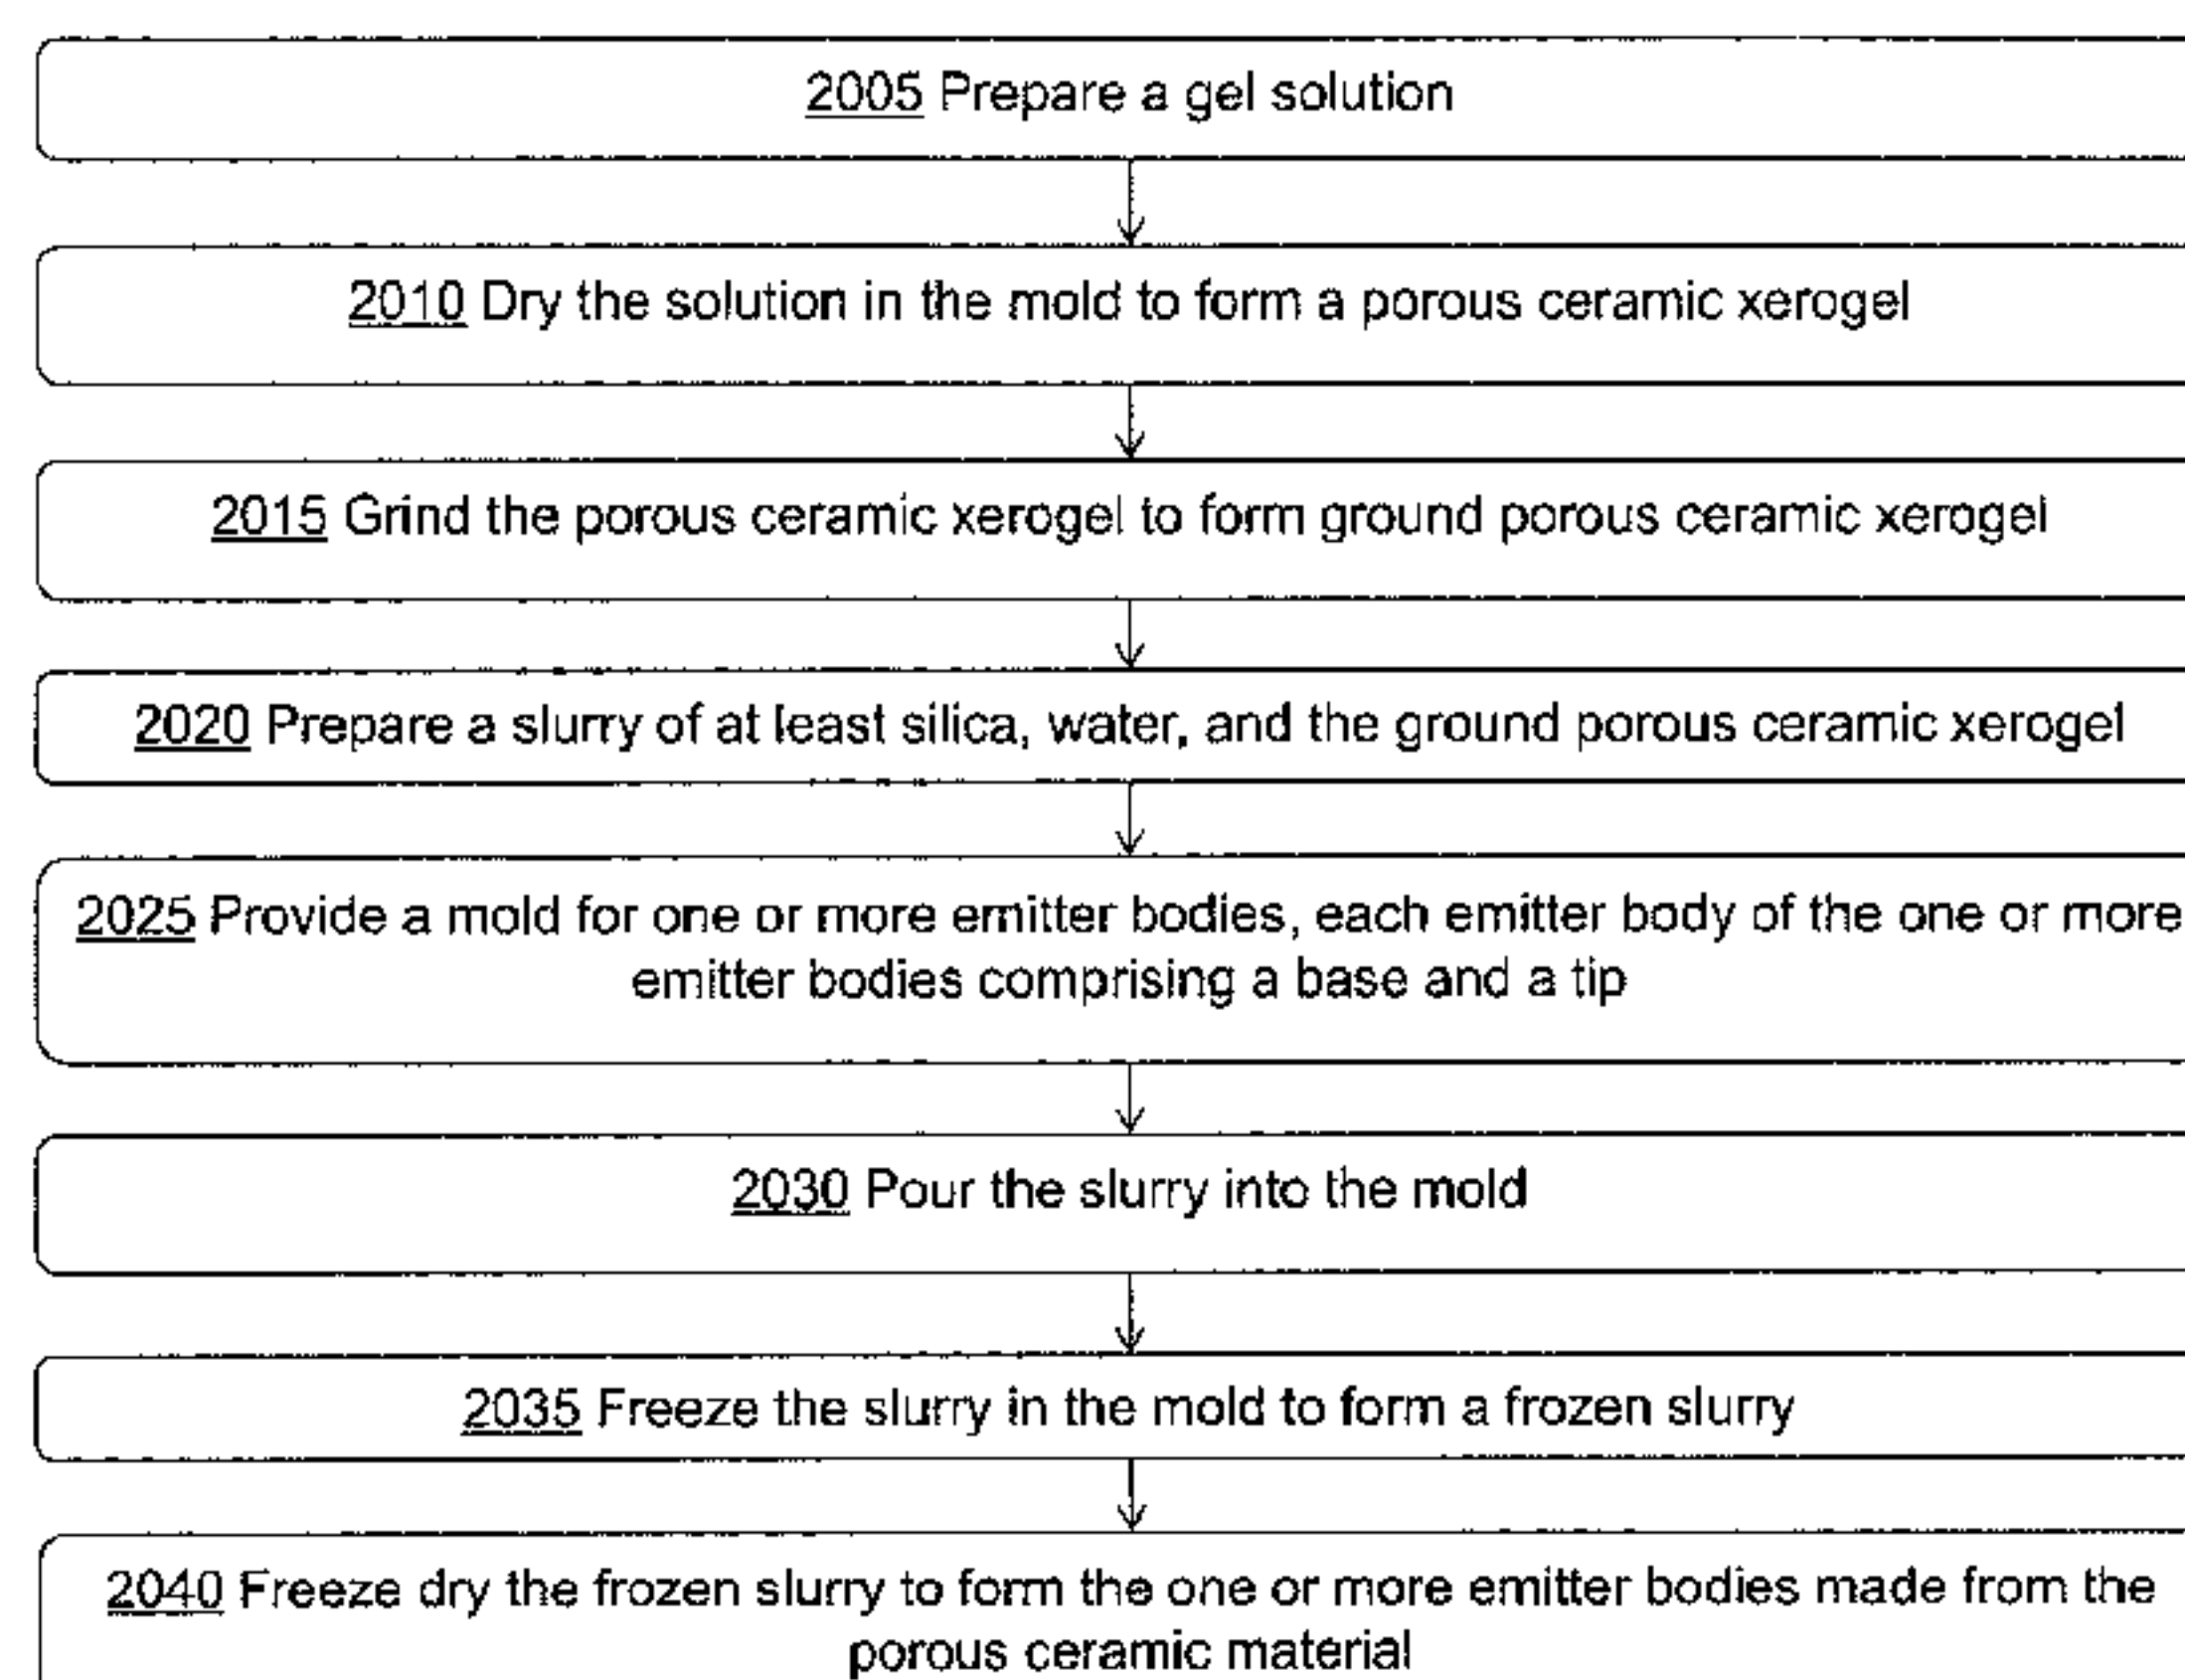 2005 Prepare a gel solution
2010 Dry the solution in the mold to form a porous ceramic xerogel
2015 Grind the porous ceramic xerogel to form ground porous ceramic xerogel
2020 Prepare a slurry of at least silica, water, and the ground porous ceramic xerogel
2025 Provide a mold for one or more emitter bodies, each emitter body of the one or more
emitter bodies comprising a base and a tip
2030 Pour the slurry into the mold
2035 Freeze the slurry in the mold to form a frozen slurry
2040 Freeze dry the frozen slurry to form the one or more emitter bodies made from the
porous ceramic material